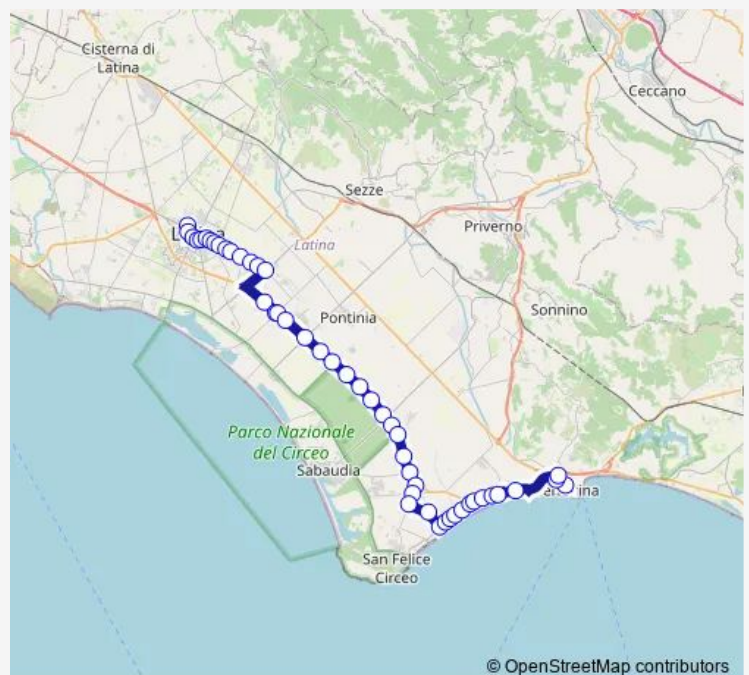 Cisterna di
Latina
Ceccano
Sezze
Priverno
Latina
Pontinia
Sonnino
Parco Nazionale
del Circeo
Sabaudia
San Felice
Circeo
© OpenStreetMap contributors